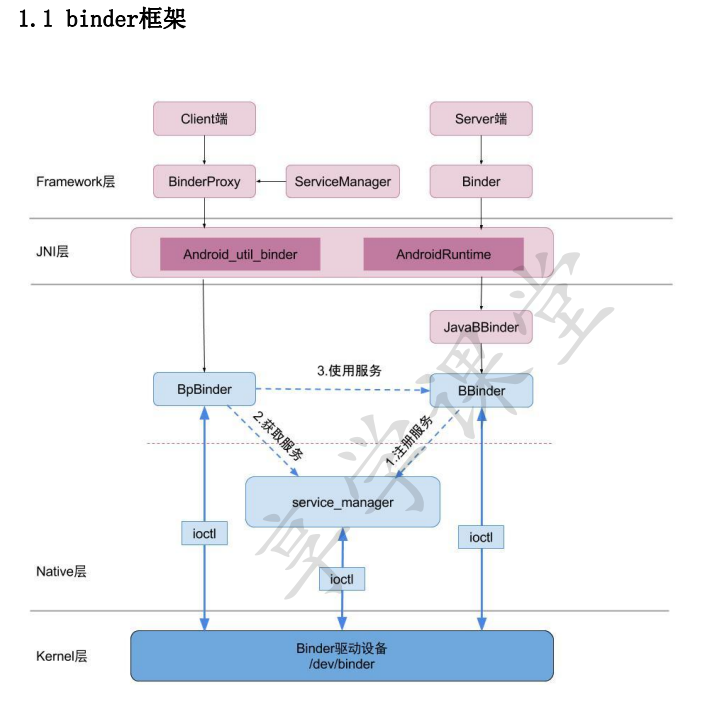 1.1 binder框架
Client端
Server端
Framework层
BinderProxy
ServiceManager
Binder
JNI层
Android_util_binder
AndroidRuntime
JavaBBinder
BpBinder
3.使用服务
BBinder
2.获取服务
1.注册服务
service_manager
ioctl
ioctl
ioctl
Native层
Kernel层
Binder驱动设备
/dev/binder
享学课堂